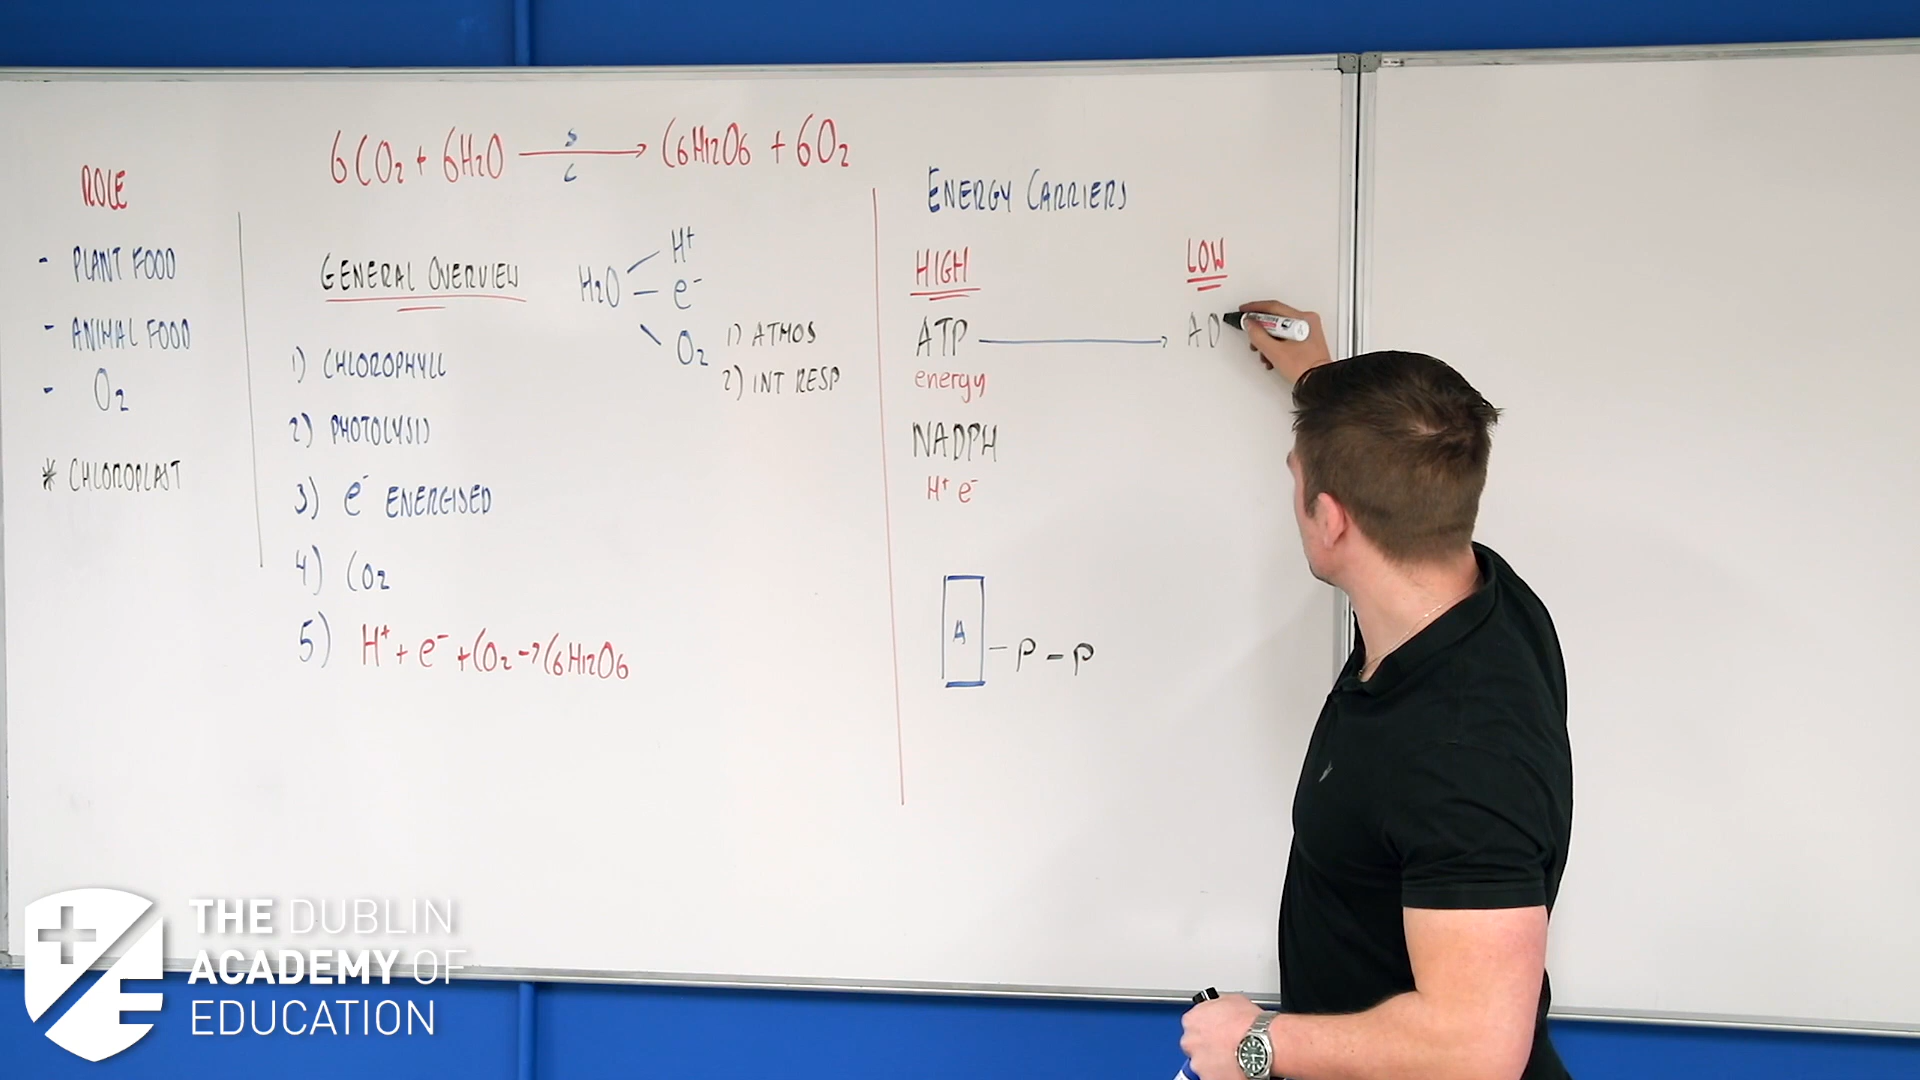 6CO2 + 6H2O S C → C6H12O6 + 6O2
ROLE
- PLANT FOOD
- ANIMAL FOOD
- O2
* CHLOROPLAST
GENERAL OVERVIEW
1) CHLOROPHYLL
2) PHOTOLYSIS
3) e- ENERGISED
4) CO2
5) H+ + e- + CO2 → C6H12O6
H2O
H+
e-
O2
1) ATMOS
2) INT RESP
ENERGY CARRIERS
HIGH
LOW
ATP → AD
energy
NADPH
H+ e-
A - P - P
THE DUBLIN
ACADEMY OF
EDUCATION